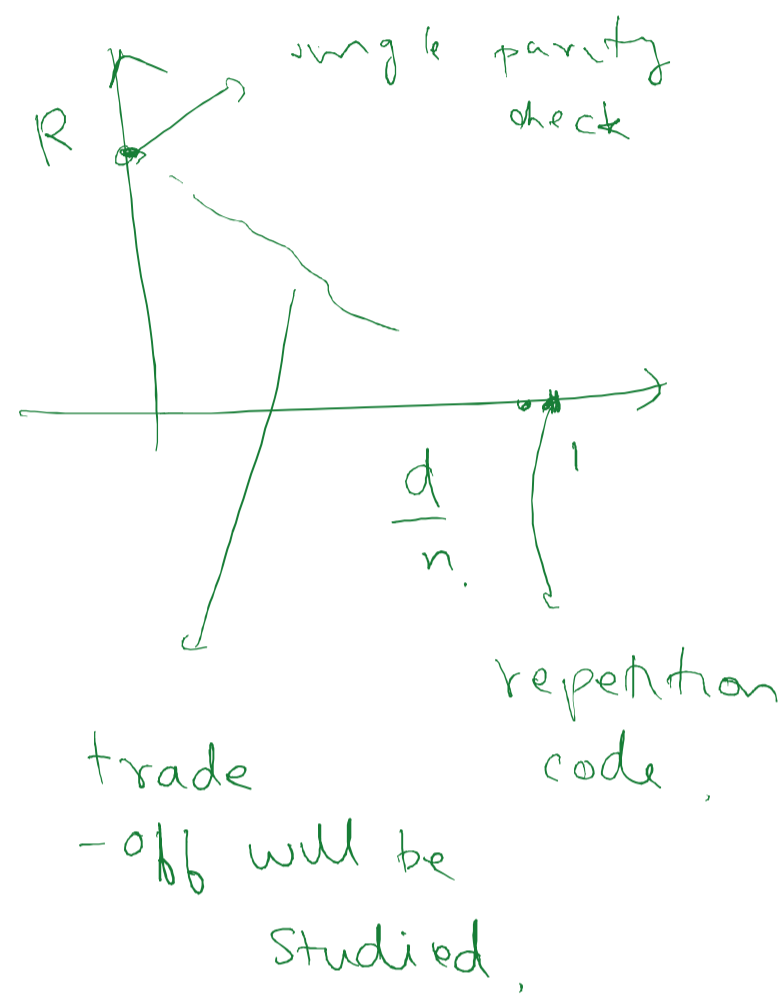 single parity
check
R
1
d
n.
repetition
code.
trade
-off will be
studied.